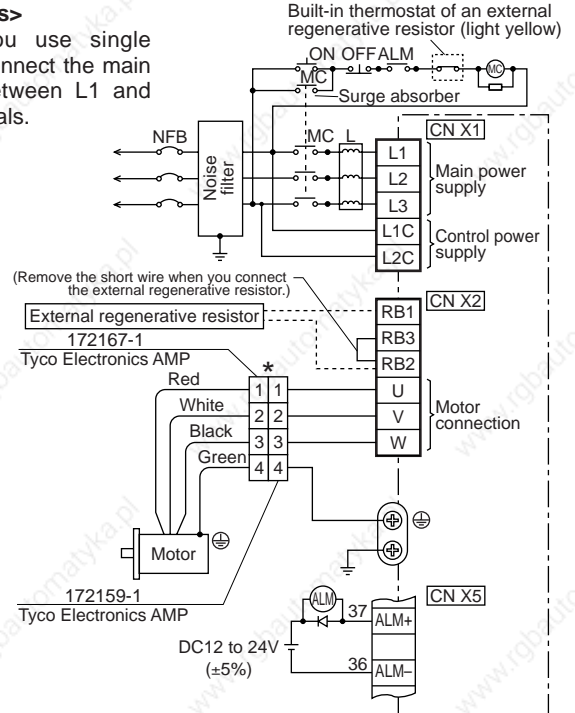 s>
ou use single
nnect the main
etween L1 and
als.
Built-in thermostat of an external
regenerative resistor (light yellow)
ON OFF ALM
MC
MC
Surge absorber
NFB
Noise
filter
MC L
CN X1
L1
L2
L3
L1C
L2C
Main power
supply
Control power
supply
(Remove the short wire when you connect
the external regenerative resistor.)
External regenerative resistor
CN X2
RB1
RB3
RB2
U
V
W
Motor
connection
172167-1
Tyco Electronics AMP
*
Red
White
Black
Green
1 1
2 2
3 3
4 4
Motor
172159-1
Tyco Electronics AMP
CN X5
ALM
37 ALM+
DC12 to 24V
(±5%)
36 ALM–
www.rgbautomatyka.pl